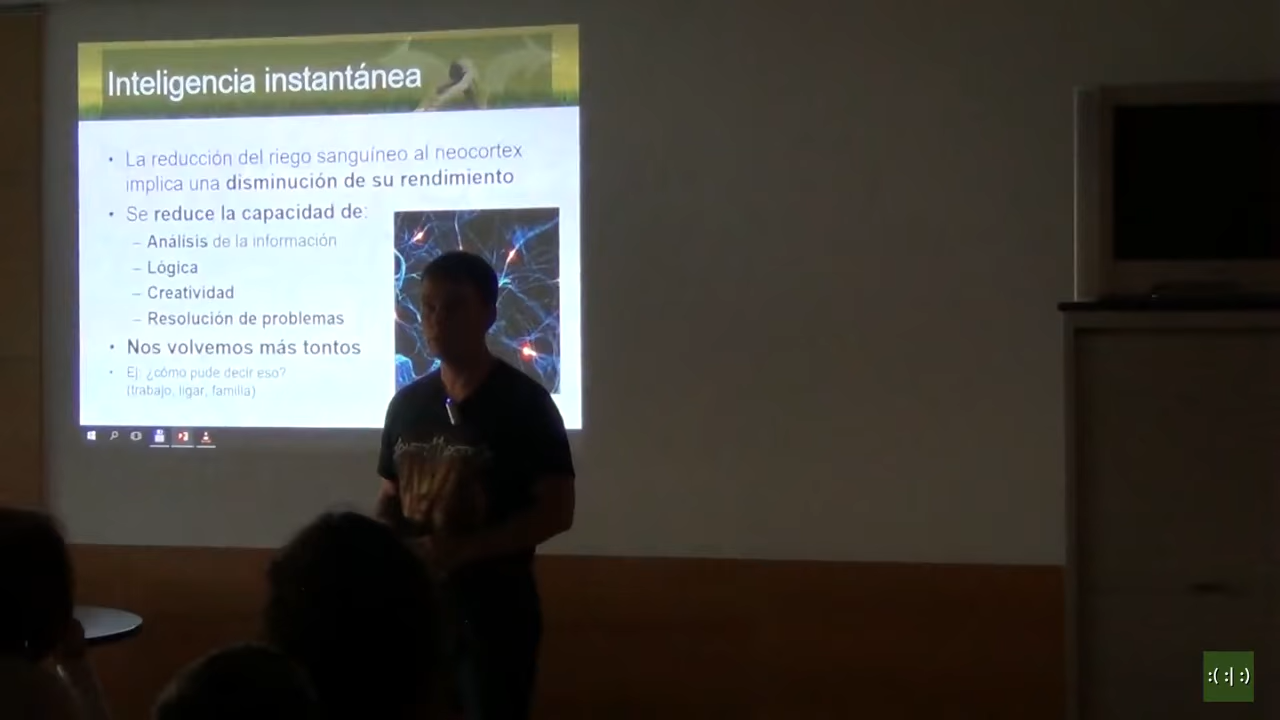 Inteligencia instantánea
• La reducción del riego sanguíneo al neocortex
implica una disminución de su rendimiento
• Se reduce la capacidad de:
– Análisis de la información
– Lógica
– Creatividad
– Resolución de problemas
• Nos volvemos más tontos
• Ej: ¿cómo pude decir eso?
(trabajo, ligar, familia)
:( :| :)